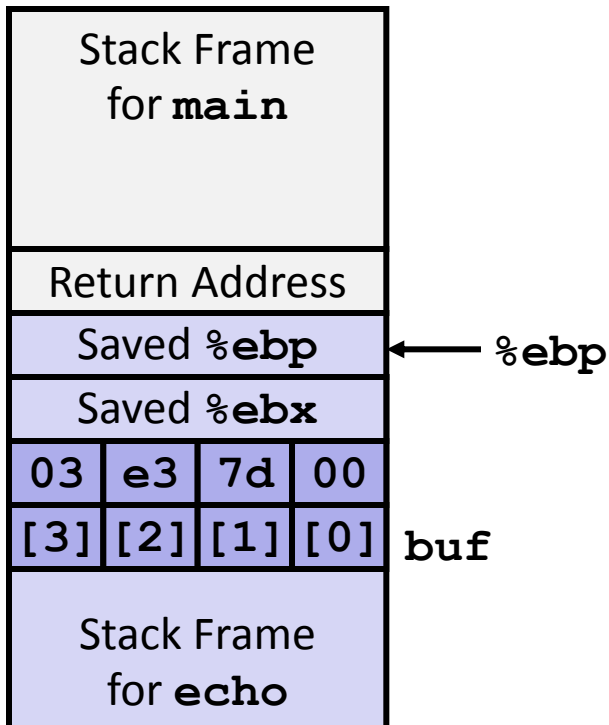 Stack Frame
for main
Return Address
Saved %ebp
%ebp
Saved %ebx
03 e3 7d 00
[3] [2] [1] [0] buf
Stack Frame
for echo